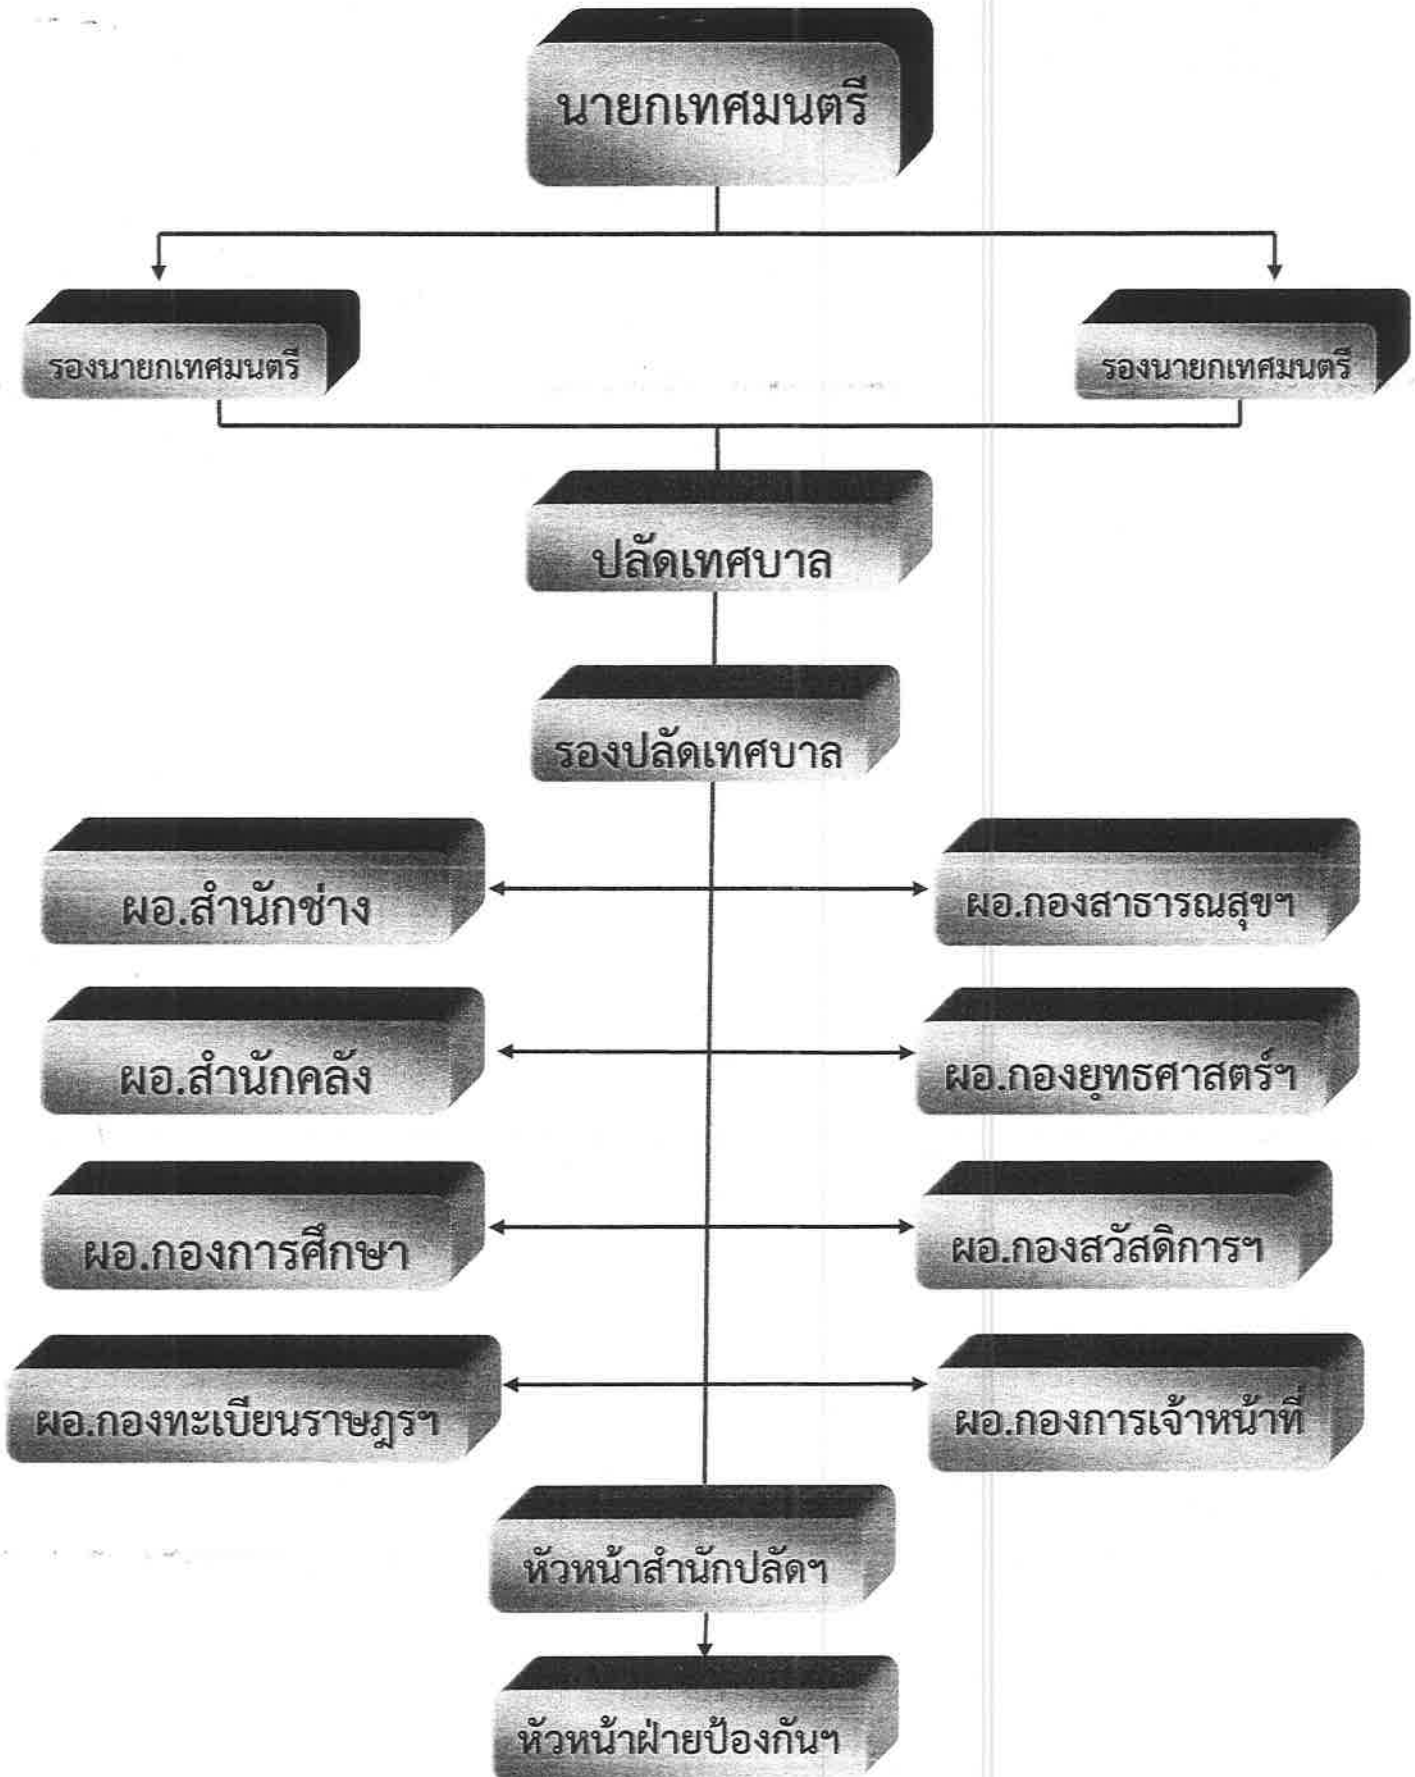 นายกเทศมนตรี
รองนายกเทศมนตรี
รองนายกเทศมนตรี
ปลัดเทศบาล
รองปลัดเทศบาล
ผอ.สำนักช่าง
ผอ.กองสาธารณสุขฯ
ผอ.สำนักคลัง
ผอ.กองยุทธศาสตร์ฯ
ผอ.กองการศึกษา
ผอ.กองสวัสดิการฯ
ผอ.กองทะเบียนราษฎรฯ
ผอ.กองการเจ้าหน้าที่
หัวหน้าสำนักปลัดฯ
หัวหน้าฝ่ายป้องกันฯ